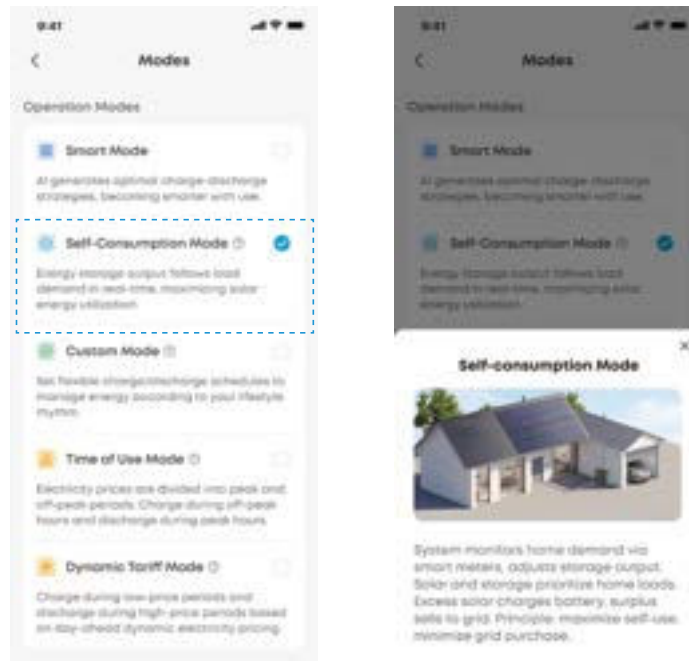 9:41
Modes
Operation Modes
Smart Mode
AI generates optimal charge-discharge
strategies, becoming smarter with use.
Self-Consumption Mode
Energy storage output follows load
demand in real-time, maximizing solar
energy utilization.
Custom Mode
Set flexible charge/discharge schedules to
manage energy according to your lifestyle
rhythm.
Time of Use Mode
Electricity prices are divided into peak and
off-peak periods. Charge during off-peak
hours and discharge during peak hours.
Dynamic Tariff Mode
Charge during low-price periods and
discharge during high-price periods based
on day-ahead dynamic electricity pricing.
9:41
Modes
Operation Modes
Smart Mode
AI generates optimal charge-discharge
strategies, becoming smarter with use.
Self-Consumption Mode
Energy storage output follows load
demand in real-time, maximizing solar
energy utilization.
Self-consumption Mode
System monitors home demand via
smart meters, adjusts storage output.
Solar and storage prioritize home loads.
Excess solar charges battery, surplus
sells to grid. Principle: maximize self-use,
minimize grid purchase.